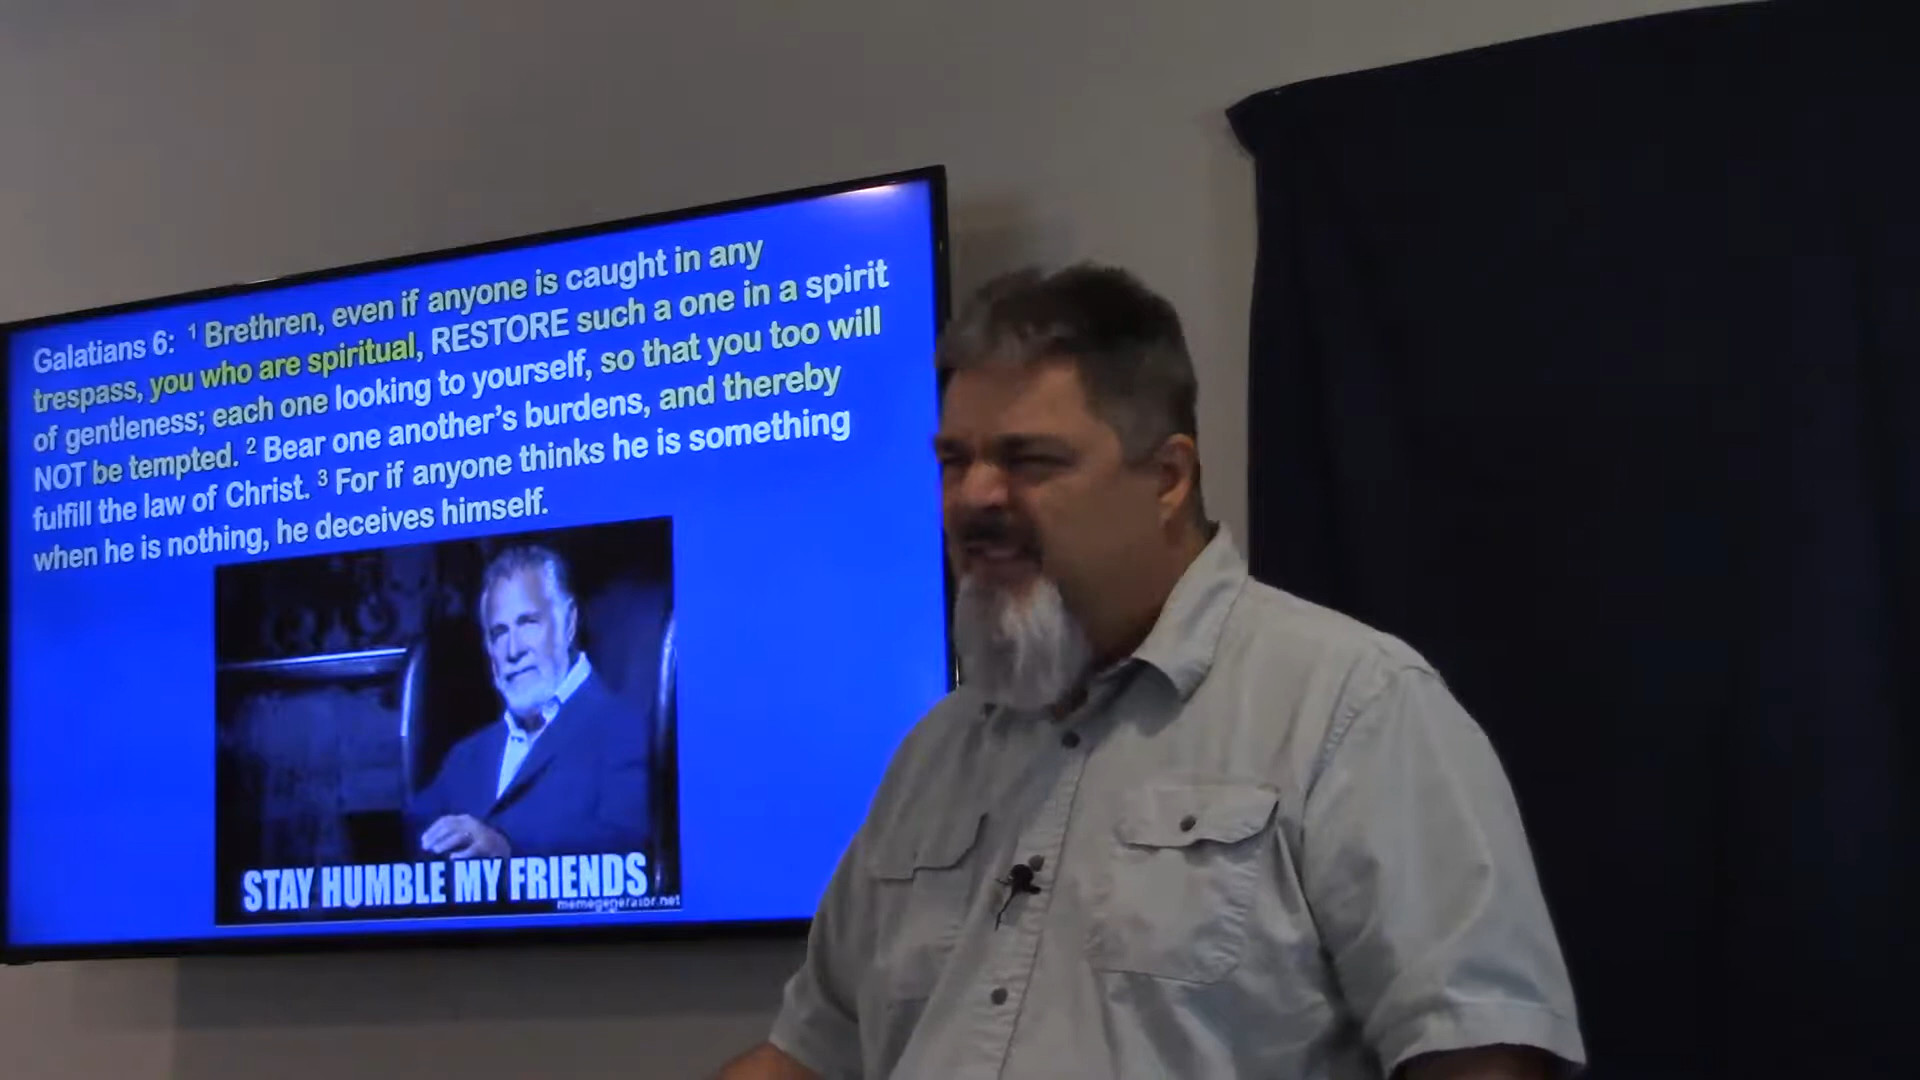 Galatians 6: ¹ Brethren, even if anyone is caught in any
trespass, you who are spiritual, RESTORE such a one in a spirit
of gentleness; each one looking to yourself, so that you too will
NOT be tempted. ² Bear one another's burdens, and thereby
fulfill the law of Christ. ³ For if anyone thinks he is something
when he is nothing, he deceives himself.
STAY HUMBLE MY FRIENDS
memegenerator.net